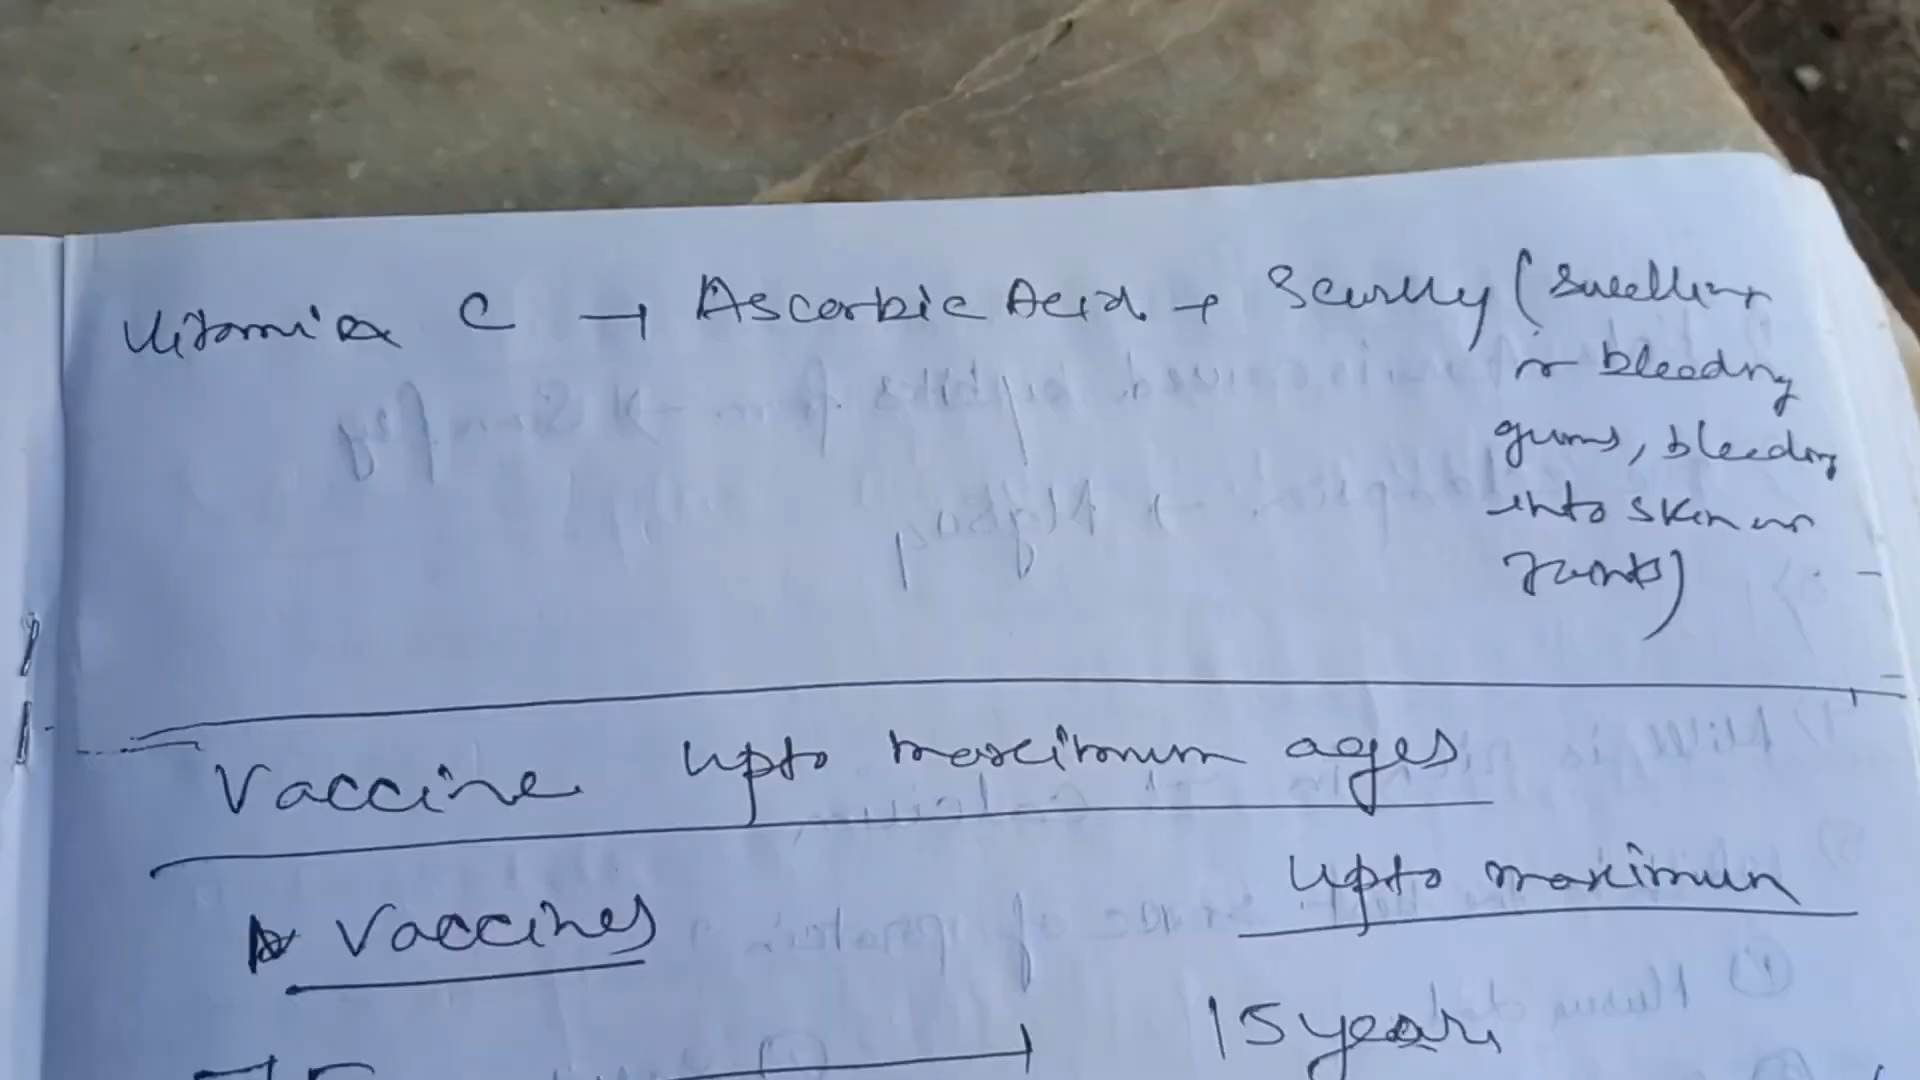 Vitamin C → Ascorbic Acid → Scurvy (swelling
or bleeding
gums, bleeding
into skin or
Joints)
Vaccine upto maximum ages
Vaccines
upto maximum
15 years